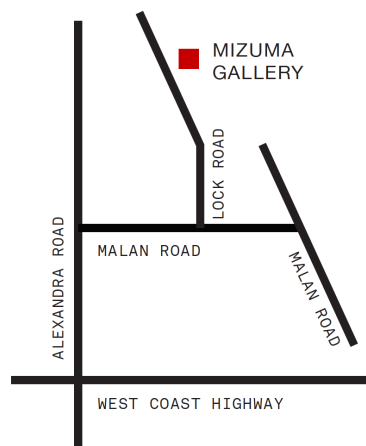 MIZUMA
GALLERY
LOCK ROAD
MALAN ROAD
ALEXANDRA ROAD
MALAN ROAD
WEST COAST HIGHWAY